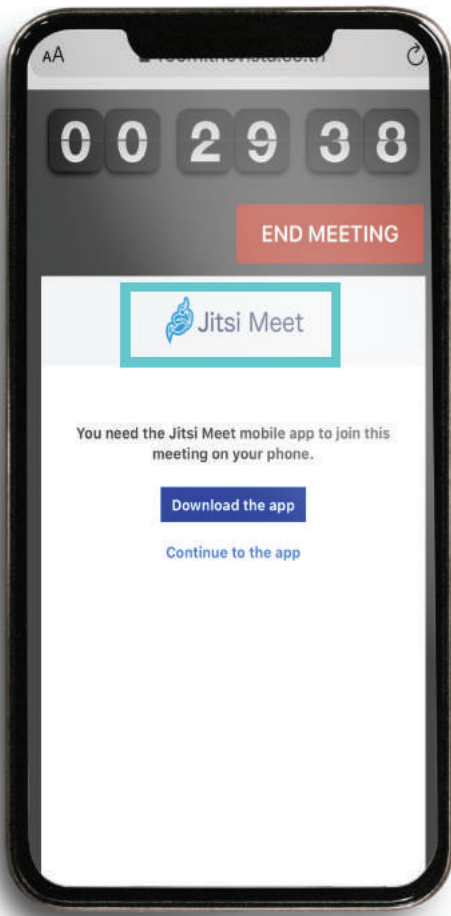 AA
00 29 38
END MEETING
Jitsi Meet
You need the Jitsi Meet mobile app to join this
meeting on your phone.
Download the app
Continue to the app